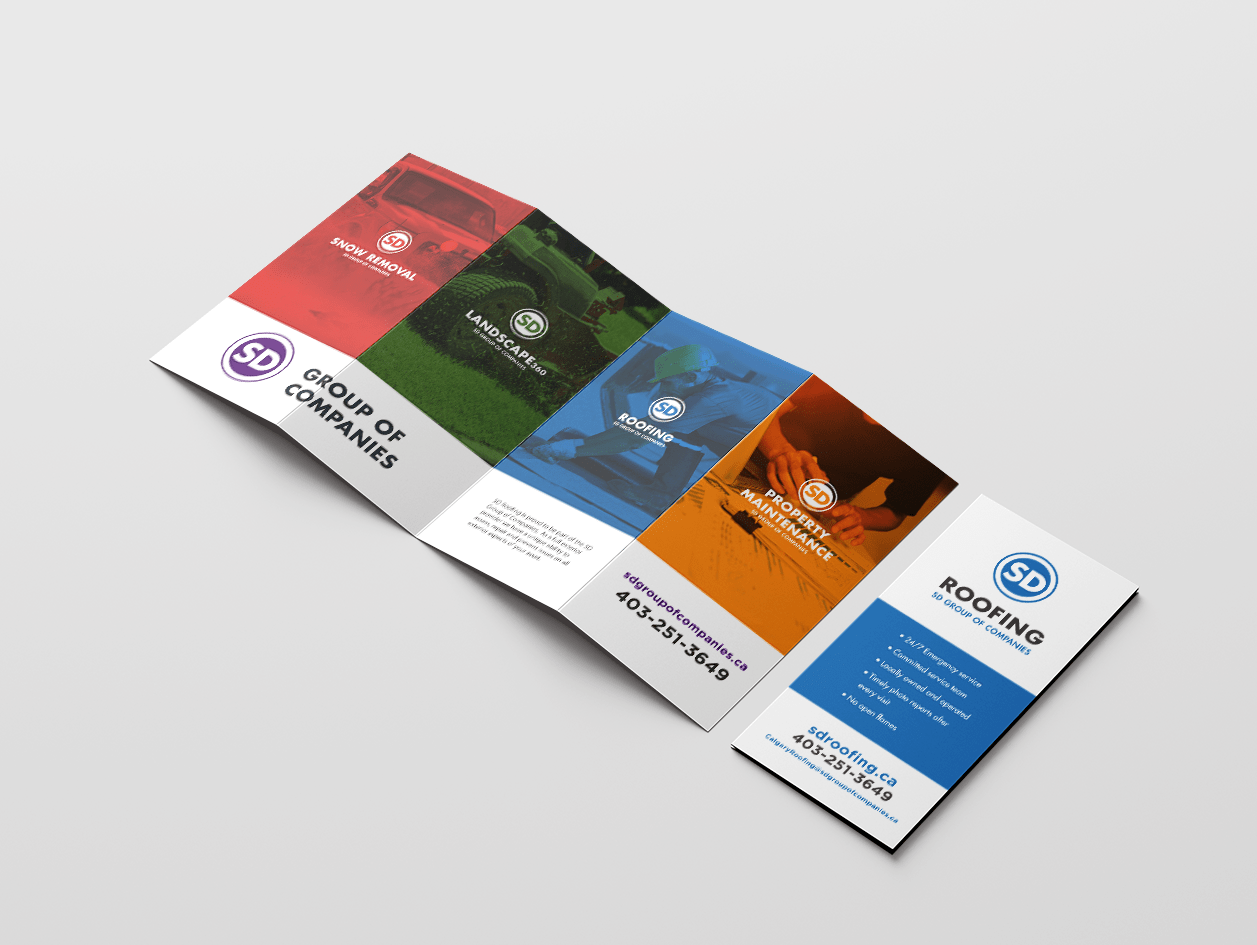 SD
SNOW REMOVAL
SD GROUP OF COMPANIES
SD
LANDSCAPE360
SD GROUP OF COMPANIES
SD
ROOFING
SD GROUP OF COMPANIES
SD
PROPERTY
MAINTENANCE
SD GROUP OF COMPANIES
SD
GROUP OF
COMPANIES
SD Roofing is proud to be part of the SD
Group of Companies. As a full exterior
provider we have a unique ability to
assess, repair and prevent issues on all
exterior aspects of your asset.
sdgroupofcompanies.ca
403-251-3649
SD
ROOFING
SD GROUP OF COMPANIES
• 24/7 Emergency service
• Committed service team
• Locally owned and operated
• Timely photo reports after
every visit
• No open flames
sdroofing.ca
403-251-3649
CalgaryRoofing@sdgroupofcompanies.ca